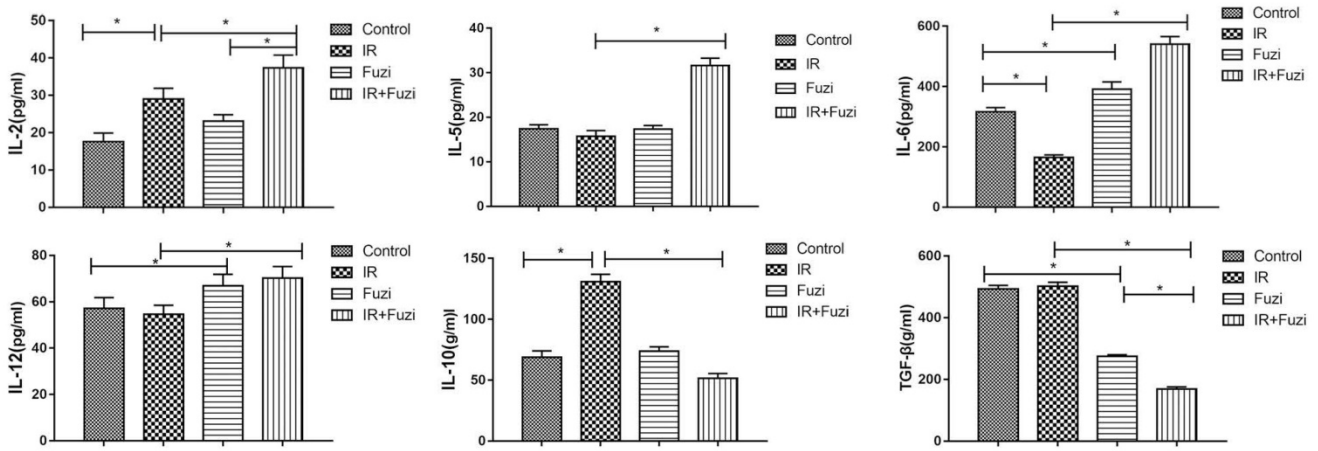 IL-2(pg/ml)
50
40
30
20
10
0
*
*
*
Control
IR
Fuzi
IR+Fuzi
IL-5(pg/m)l
40
30
20
10
0
*
Control
IR
Fuzi
IR+Fuzi
IL-6(pg/ml)
600
400
200
0
*
*
*
Control
IR
Fuzi
IR+Fuzi
IL-12(pg/ml)
80
60
40
20
0
*
*
Control
IR
Fuzi
IR+Fuzi
IL-10(g/m)l
150
100
50
0
*
*
Control
IR
Fuzi
IR+Fuzi
TGF-β(g/ml)
600
400
200
0
*
*
*
Control
IR
Fuzi
IR+Fuzi